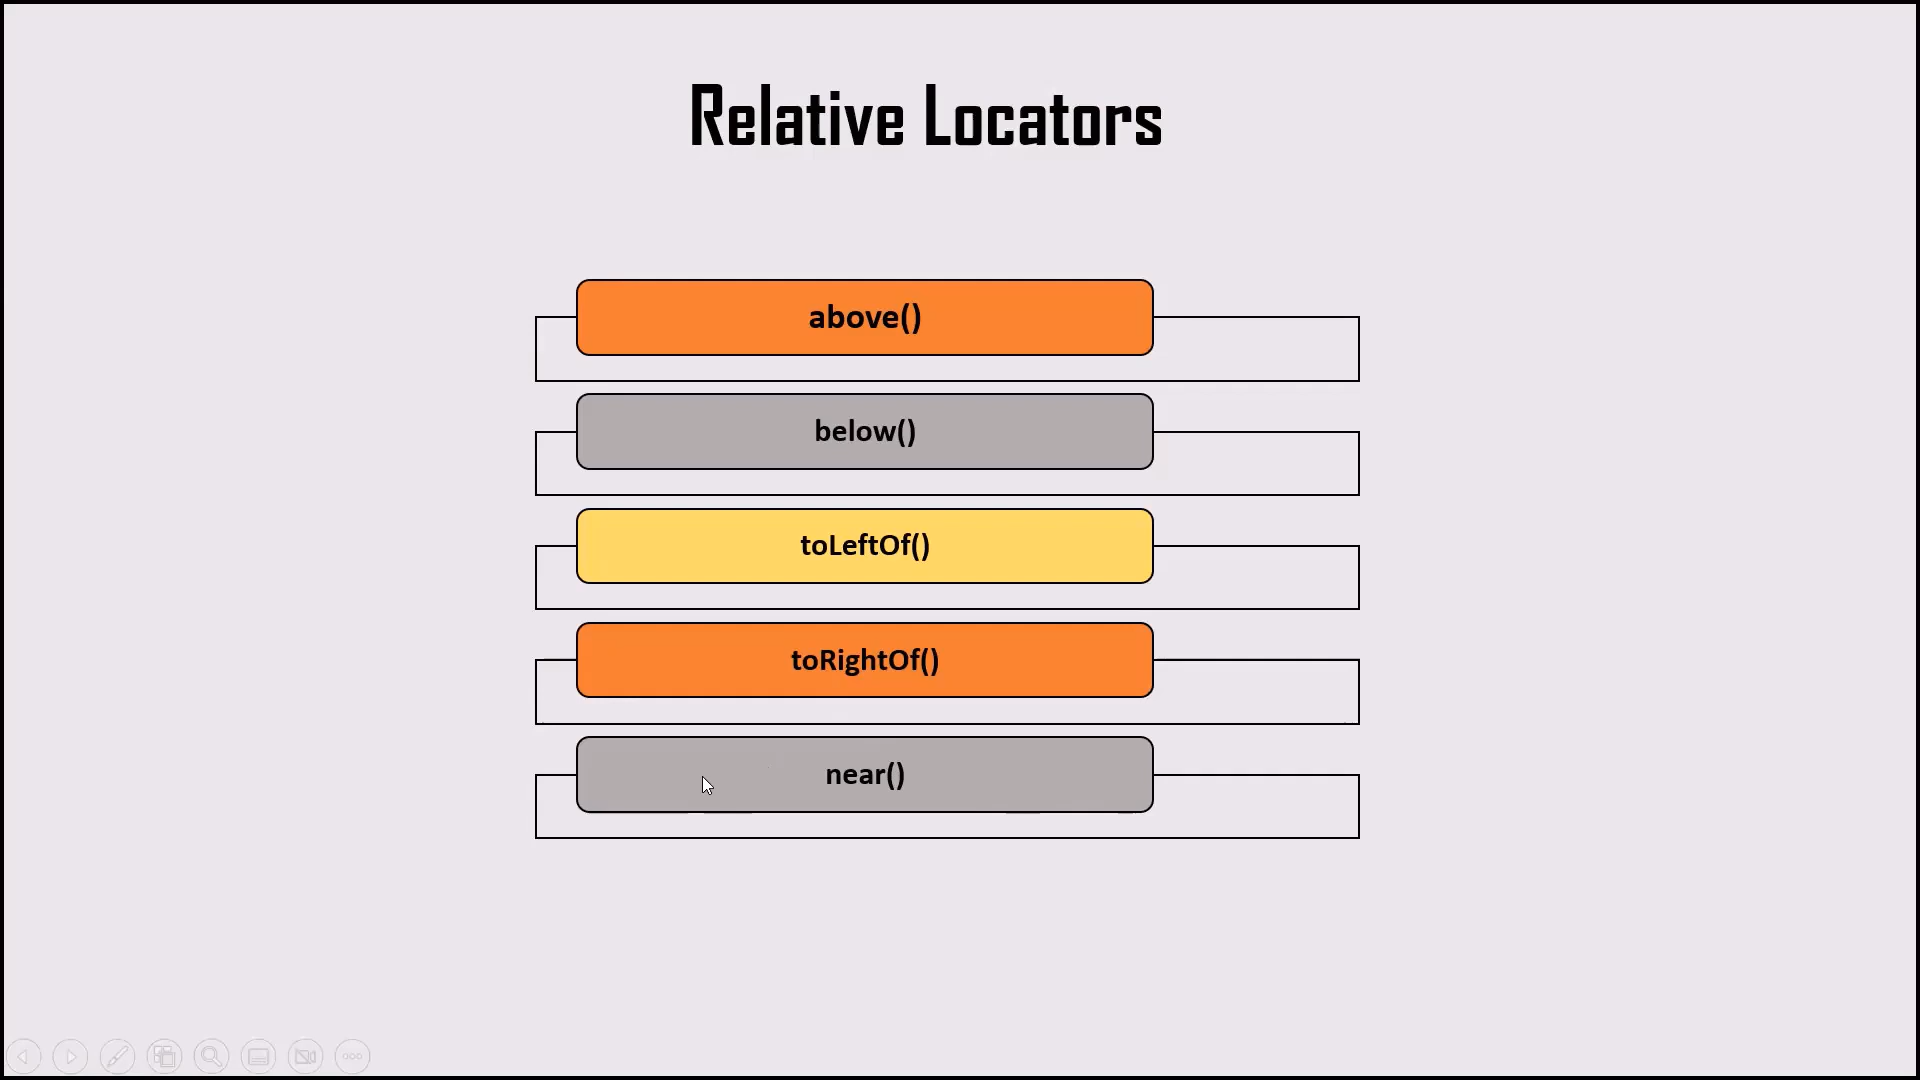 Relative Locators
above()
below()
toLeftOf()
toRightOf()
near()